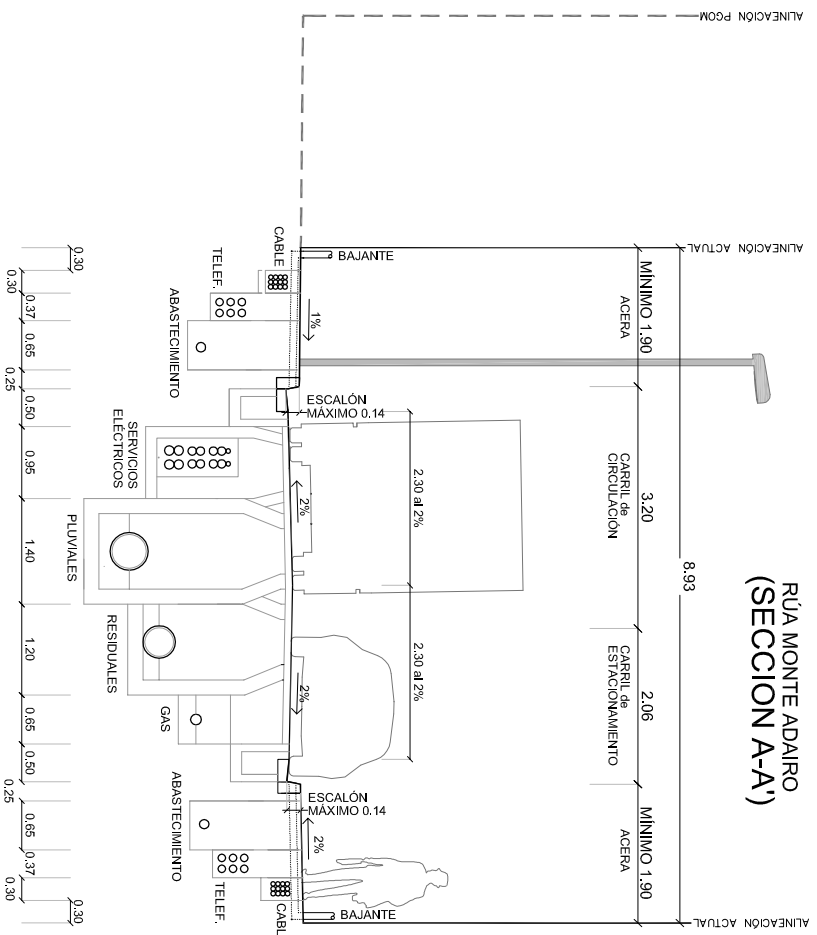 RÚA MONTE ADAIRO
(SECCION A-A')
ALINEACIÓN PGOM
ALINEACIÓN ACTUAL
ALINEACIÓN ACTUAL
8.93
MÍNIMO 1.90
ACERA
3.20
CARRIL de
CIRCULACIÓN
2.06
CARRIL de
ESTACIONAMIENTO
MÍNIMO 1.90
ACERA
2.30 al 2%
2.30 al 2%
BAJANTE
1%
ESCALÓN
MÁXIMO 0.14
2%
2%
ESCALÓN
MÁXIMO 0.14
2%
BAJANTE
CABLE
TELEF.
ABASTECIMIENTO
SERVICIOS
ELÉCTRICOS
PLUVIALES
RESIDUALES
GAS
ABASTECIMIENTO
TELEF.
CABL
0.30
0.30
0.37
0.65
0.25
0.50
0.95
1.40
1.20
0.65
0.50
0.25
0.65
0.37
0.30
0.30